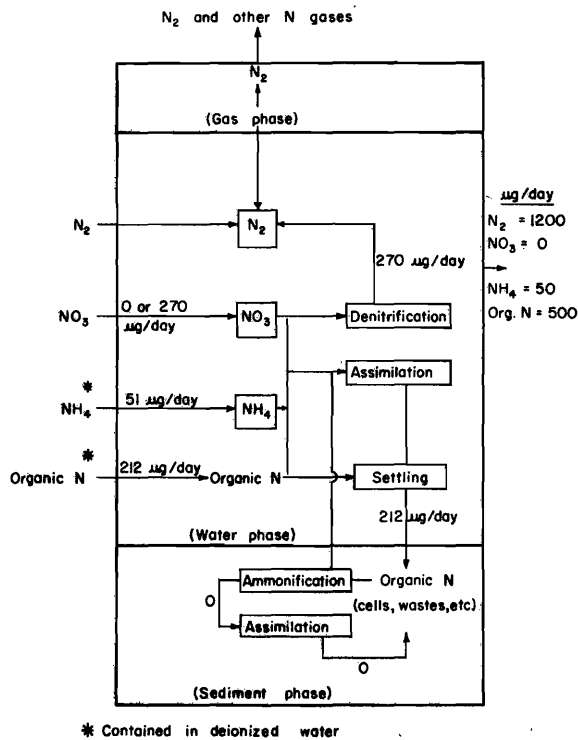 N₂ and other N gases
N₂
(Gas phase)
N₂
N₂
270 µg/day
µg/day
N₂ = 1200
NO₃ = 0
NH₄ = 50
Org. N = 500
NO₃
0 or 270
µg/day
NO₃
Denitrification
Assimilation
*
NH₄
51 µg/day
NH₄
*
Organic N
212 µg/day
Organic N
Settling
212 µg/day
(Water phase)
Ammonification
Organic N
(cells, wastes, etc)
0
Assimilation
0
(Sediment phase)
* Contained in deionized water